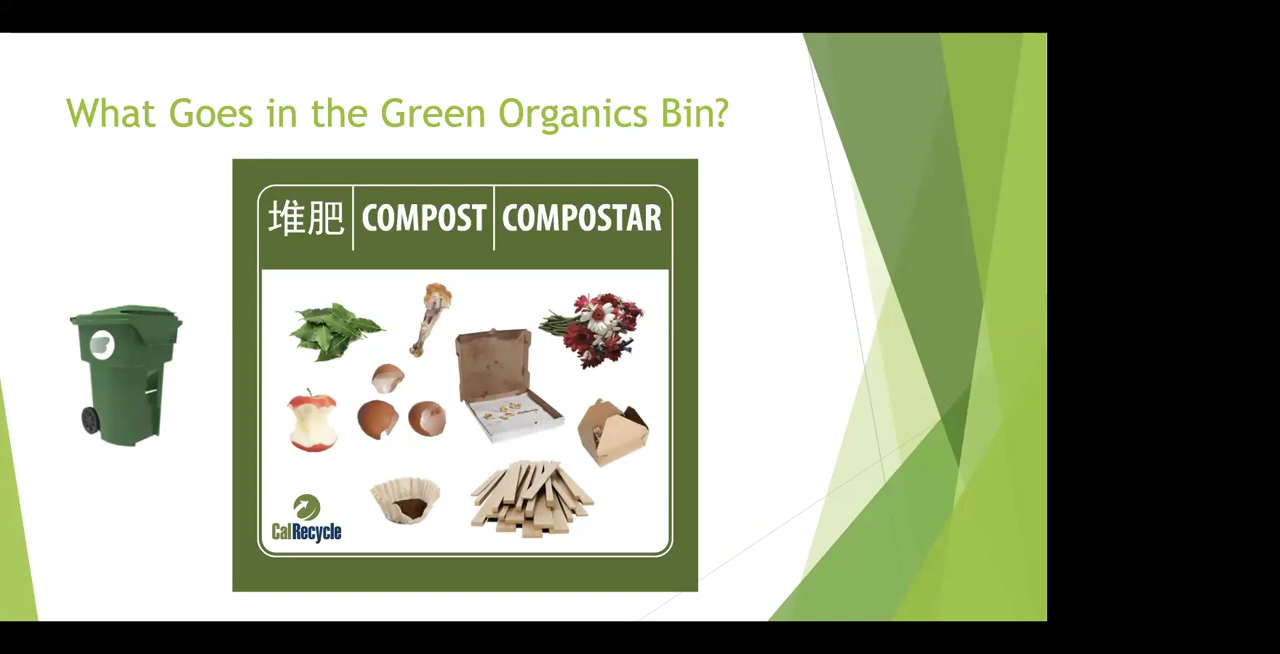 What Goes in the Green Organics Bin?
堆肥 COMPOST COMPOSTAR
CalRecycle